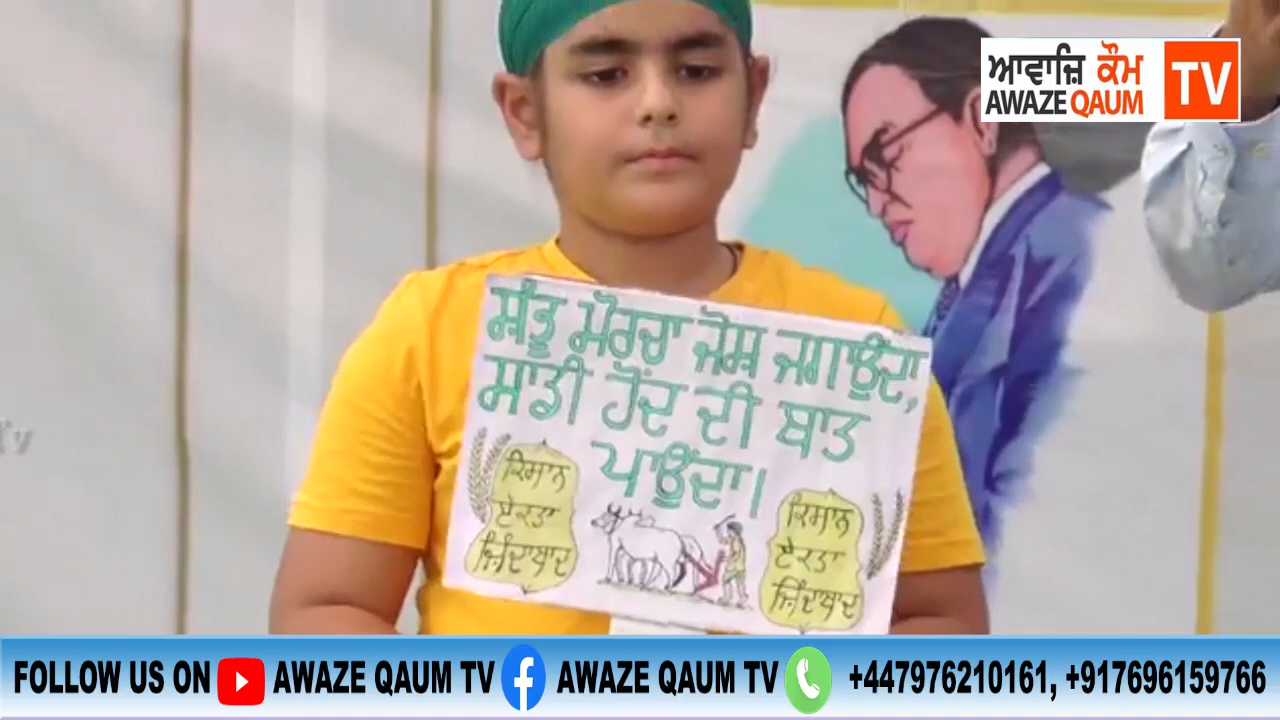 ਆਵਾਜ਼ਿ ਕੌਮ
AWAZE QAUM
TV
ਸ਼ੰਭੂ ਮੋਰਚਾ ਜੋਸ਼ ਜਗਾਉਂਦਾ,
ਸਾਡੀ ਹੋਂਦ ਦੀ ਬਾਤ
ਪਾਉਂਦਾ।
ਕਿਸਾਨ
ਏਕਤਾ
ਜ਼ਿੰਦਾਬਾਦ
ਕਿਸਾਨ
ਏਕਤਾ
ਜ਼ਿੰਦਾਬਾਦ
Tv
FOLLOW US ON AWAZE QAUM TV AWAZE QAUM TV +447976210161, +917696159766